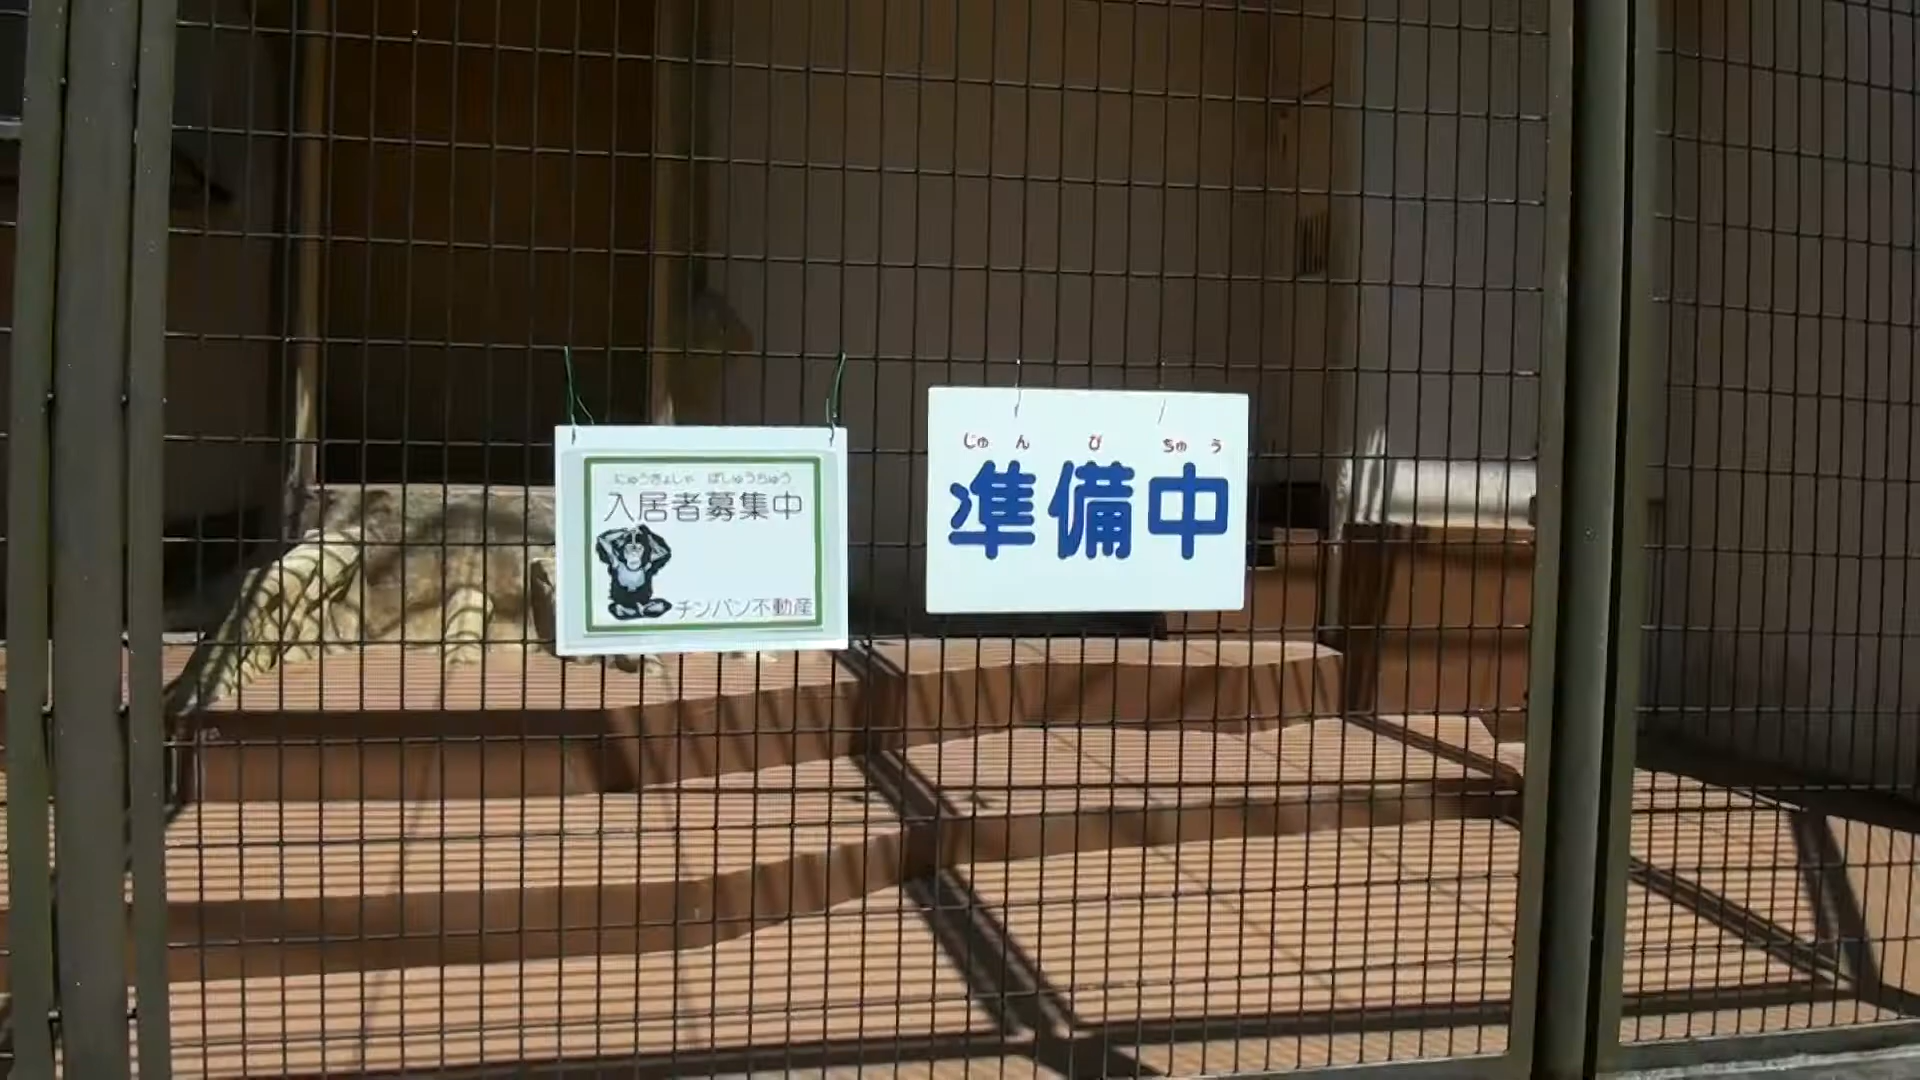 にゅうきょしゃ ぼしゅうちゅう
入居者募集中
チンパン不動産
じゅ ん び ちゅ う
準備中